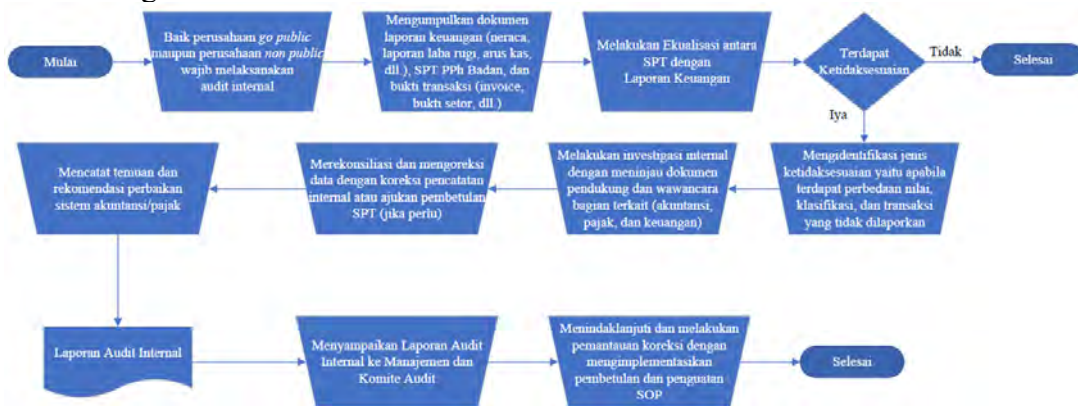 Mulai
Baik perusahaan go public
maupun perusahaan non public
wajib melaksanakan
audit internal
Mengumpulkan dokumen
laporan keuangan (neraca,
laporan laba rugi, arus kas,
dll.), SPT PPh Badan, dan
bukti transaksi (invoice,
bukti setor, dll.)
Melakukan Ekualisasi antara
SPT dengan
Laporan Keuangan
Terdapat
Ketidaksesuaian
Tidak
Selesai
Iya
Mengidentifikasi jenis
ketidaksesuaian yaitu apabila
terdapat perbedaan nilai,
klasifikasi, dan transaksi
yang tidak dilaporkan
Melakukan investigasi internal
dengan meninjau dokumen
pendukung dan wawancara
bagian terkait (akuntansi,
pajak, dan keuangan)
Merekonsiliasi dan mengoreksi
data dengan koreksi pencatatan
internal atau ajukan pembetulan
SPT (jika perlu)
Mencatat temuan dan
rekomendasi perbaikan
sistem akuntansi/pajak
Laporan Audit Internal
Menyampaikan Laporan Audit
Internal ke Manajemen dan
Komite Audit
Menindaklanjuti dan melakukan
pemantauan koreksi dengan
mengimplementasikan
pembetulan dan penguatan
SOP
Selesai